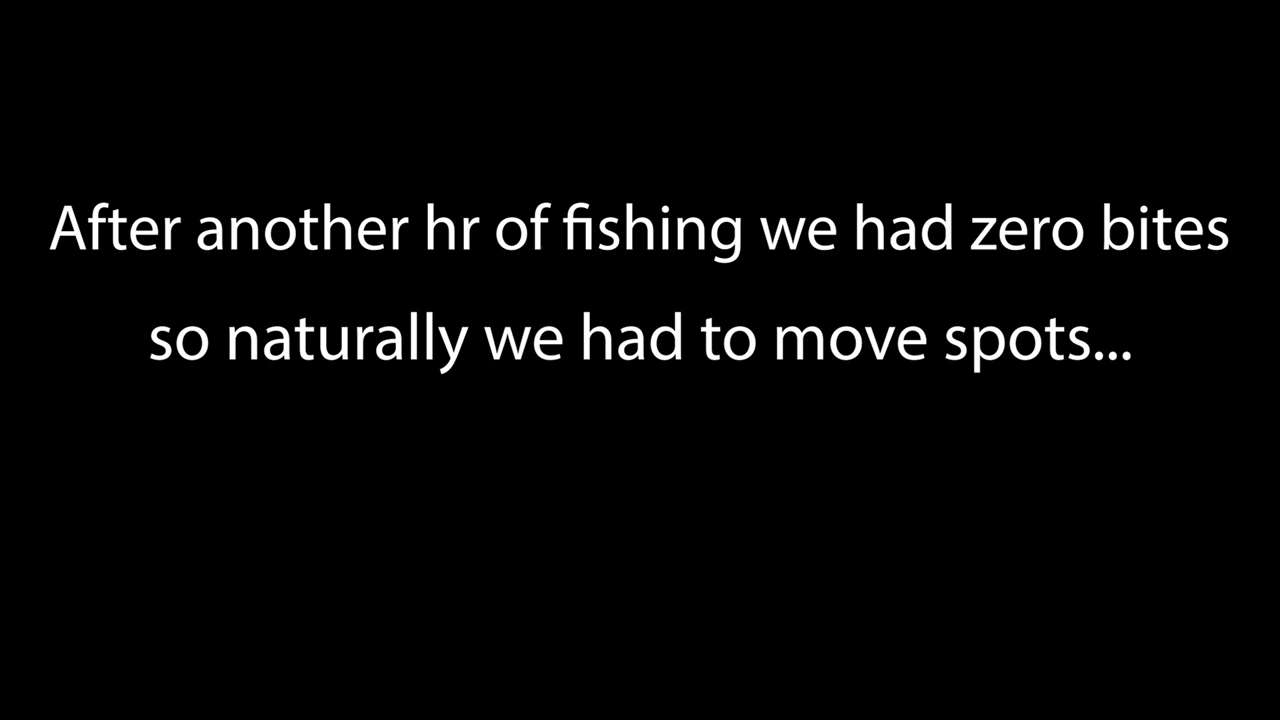 After another hr of fishing we had zero bites
so naturally we had to move spots...